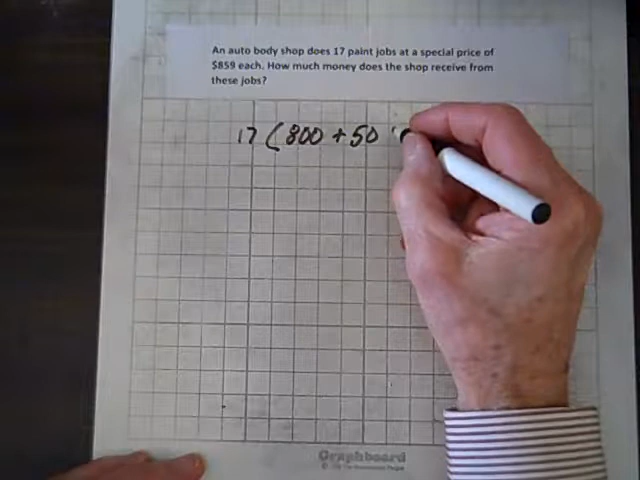 An auto body shop does 17 paint jobs at a special price of
$859 each. How much money does the shop receive from
these jobs?
17 (800 + 50
Graphboard